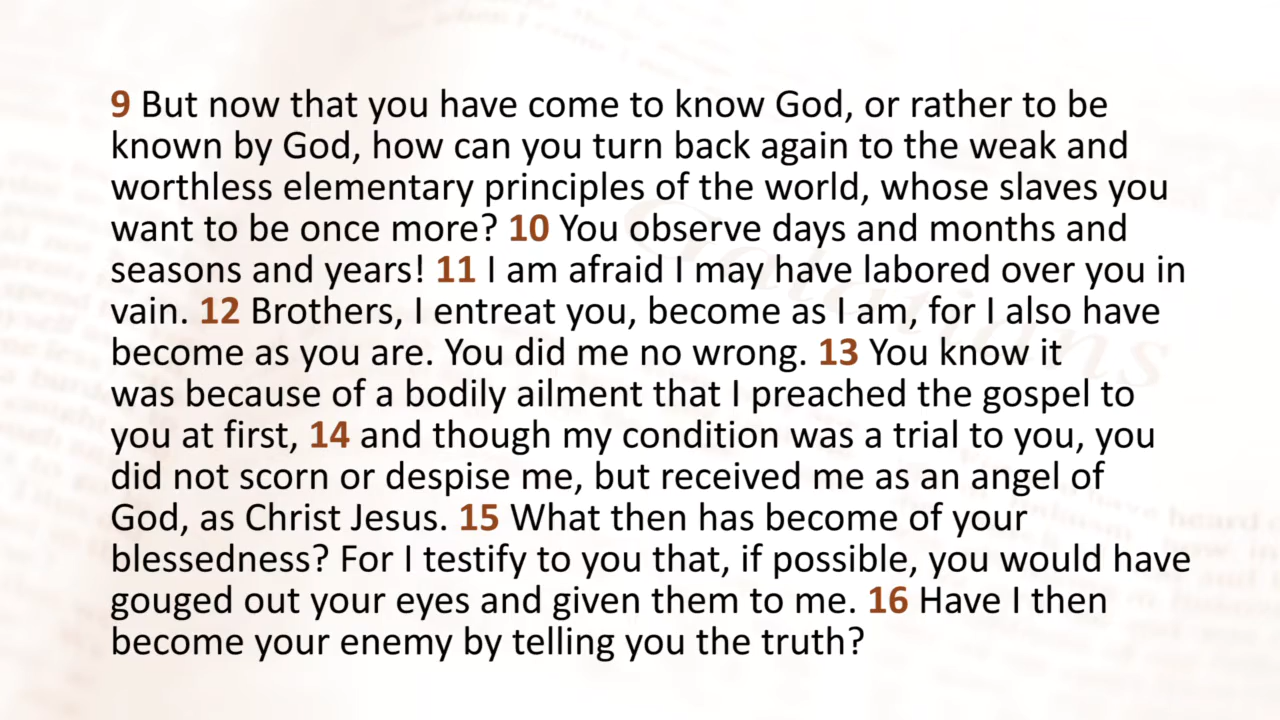 9 But now that you have come to know God, or rather to be
known by God, how can you turn back again to the weak and
worthless elementary principles of the world, whose slaves you
want to be once more? 10 You observe days and months and
seasons and years! 11 I am afraid I may have labored over you in
vain. 12 Brothers, I entreat you, become as I am, for I also have
become as you are. You did me no wrong. 13 You know it
was because of a bodily ailment that I preached the gospel to
you at first, 14 and though my condition was a trial to you, you
did not scorn or despise me, but received me as an angel of
God, as Christ Jesus. 15 What then has become of your
blessedness? For I testify to you that, if possible, you would have
gouged out your eyes and given them to me. 16 Have I then
become your enemy by telling you the truth?
Galatians